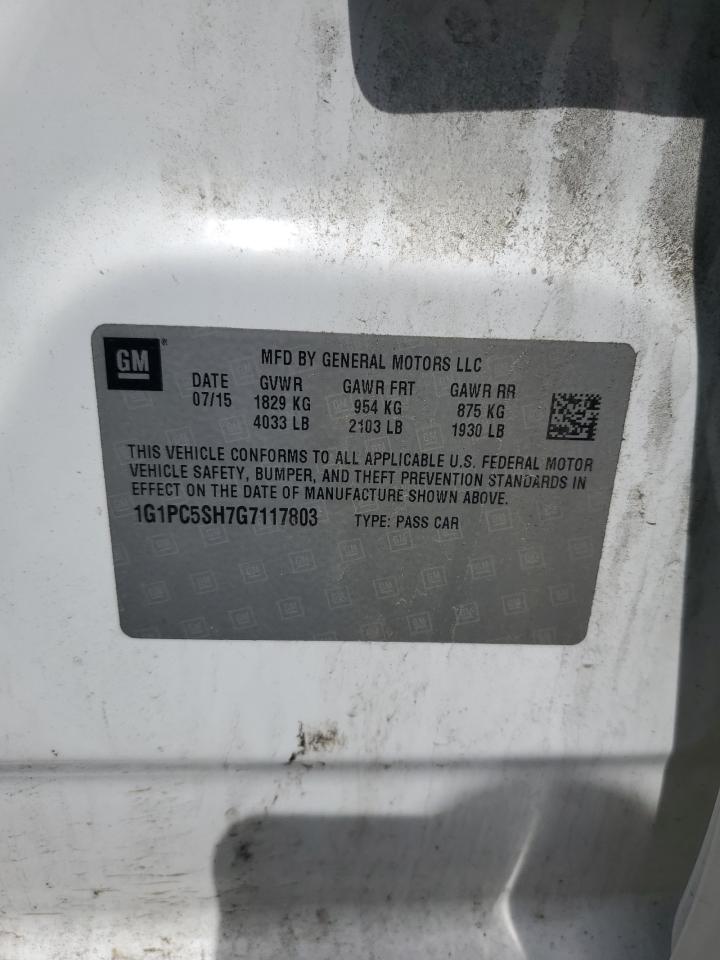 GM ® MFD BY GENERAL MOTORS LLC
DATE GVWR GAWR FRT GAWR RR
07/15 1829 KG 954 KG 875 KG
4033 LB 2103 LB 1930 LB
THIS VEHICLE CONFORMS TO ALL APPLICABLE U.S. FEDERAL MOTOR
VEHICLE SAFETY, BUMPER, AND THEFT PREVENTION STANDARDS IN
EFFECT ON THE DATE OF MANUFACTURE SHOWN ABOVE.
1G1PC5SH7G7117803 TYPE: PASS CAR